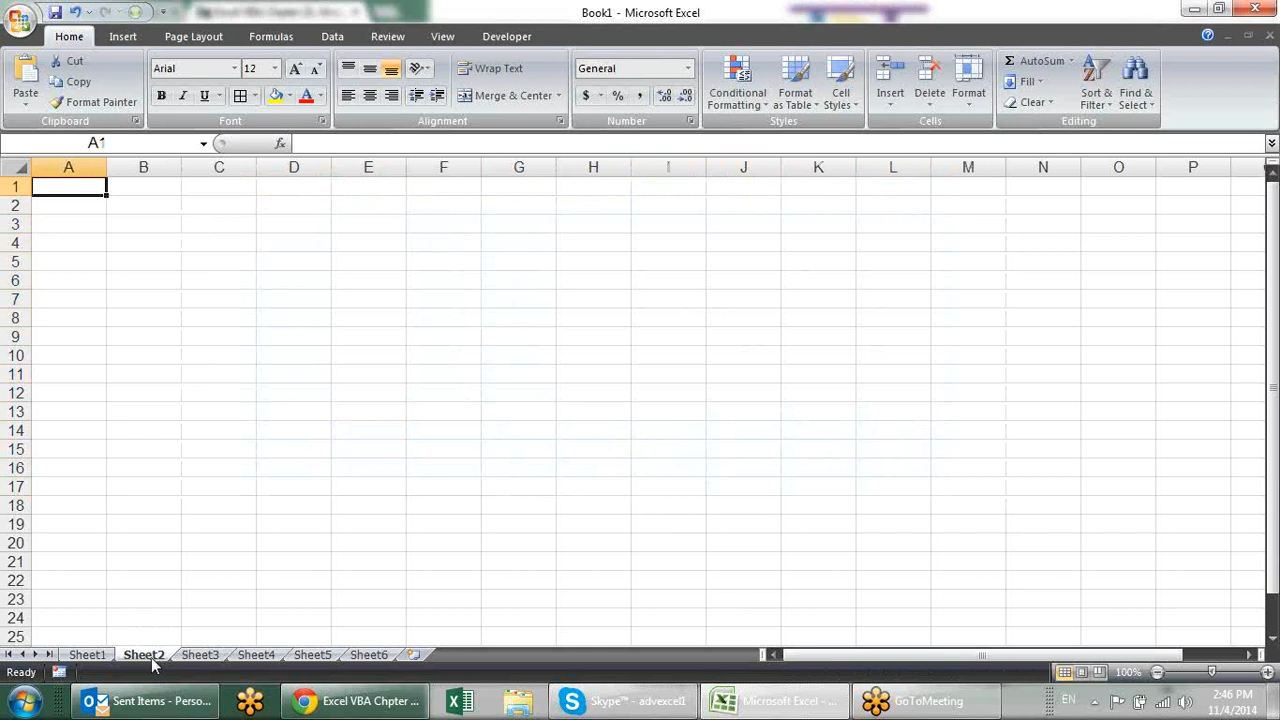 Book1 - Microsoft Excel
Home Insert Page Layout Formulas Data Review View Developer
Cut
Copy
Format Painter
Paste
Clipboard
Arial 12
B I U
Font
Wrap Text
Merge & Center
Alignment
General
$ % ,
Number
Conditional Formatting
Format as Table
Cell Styles
Styles
Insert Delete Format
Cells
Σ AutoSum
Fill
Clear
Sort & Filter
Find & Select
Editing
A1 fx
A B C D E F G H I J K L M N O P
1
2
3
4
5
6
7
8
9
10
11
12
13
14
15
16
17
18
19
20
21
22
23
24
25
Sheet1 Sheet2 Sheet3 Sheet4 Sheet5 Sheet6
Ready 100%
Sent Items - Perso... Excel VBA Chpter ... Skype™ - advexcel1 Microsoft Excel - ... GoToMeeting EN 2:46 PM
11/4/2014